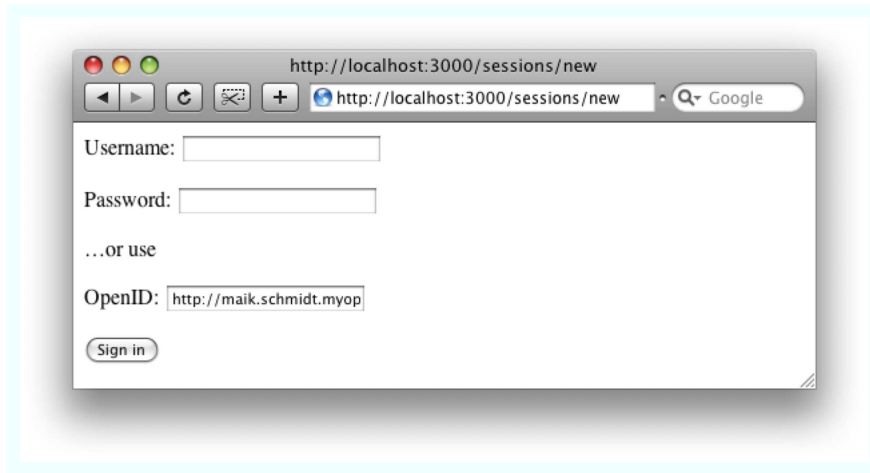 http://localhost:3000/sessions/new
http://localhost:3000/sessions/new
Google
Username:
Password:
...or use
OpenID: http://maik.schmidt.myop
Sign in